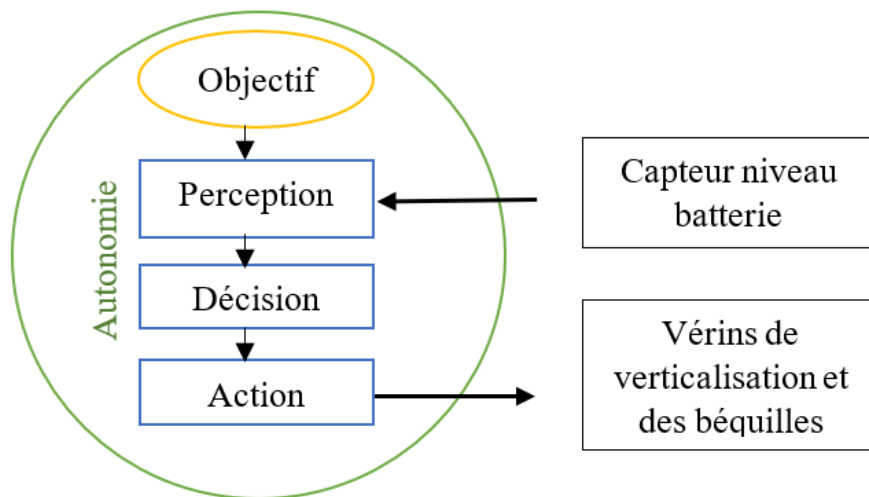 Objectif
Perception
Décision
Action
Autonomie
Capteur niveau
batterie
Vérins de
verticalisation et
des béquilles